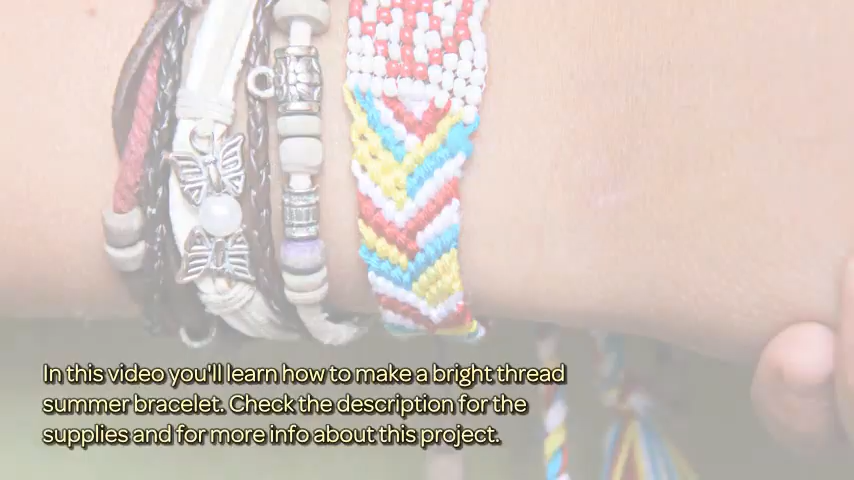 In this video you'll learn how to make a bright thread
summer bracelet. Check the description for the
supplies and for more info about this project.